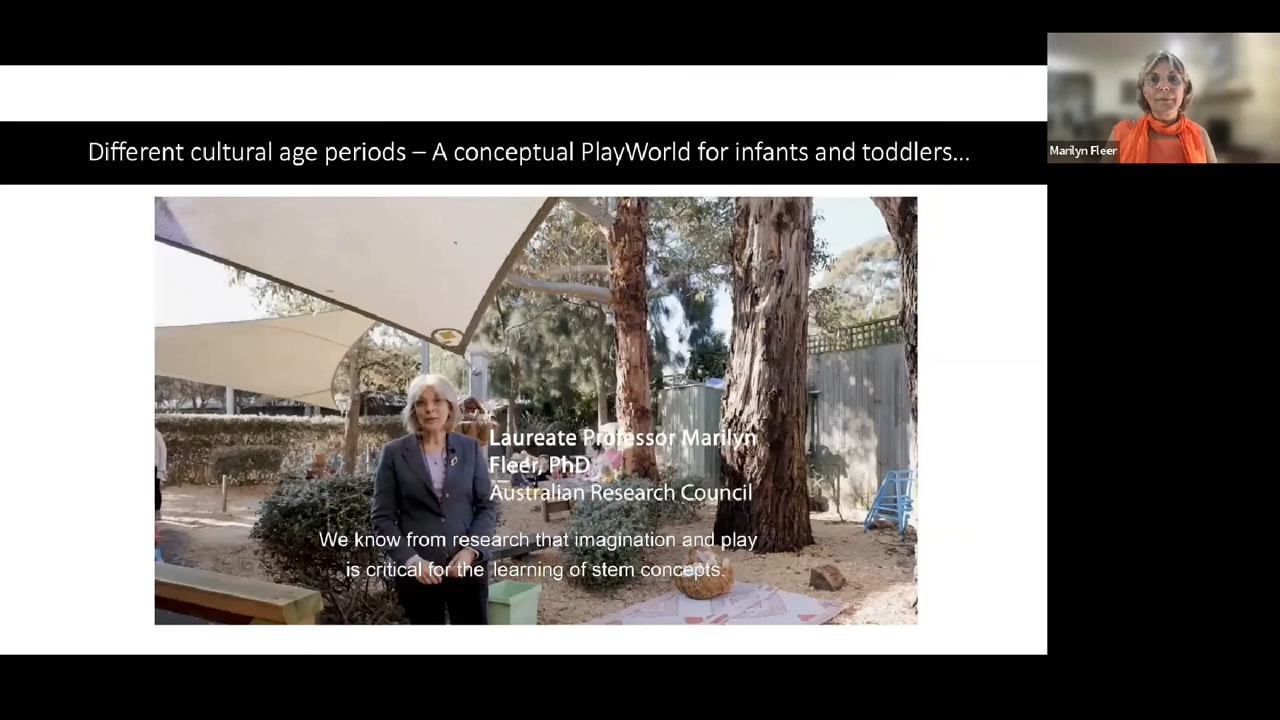 Different cultural age periods – A conceptual PlayWorld for infants and toddlers...
Marilyn Fleer
Laureate Professor Marilyn
Fleer, PhD
Australian Research Council
We know from research that imagination and play
is critical for the learning of stem concepts.